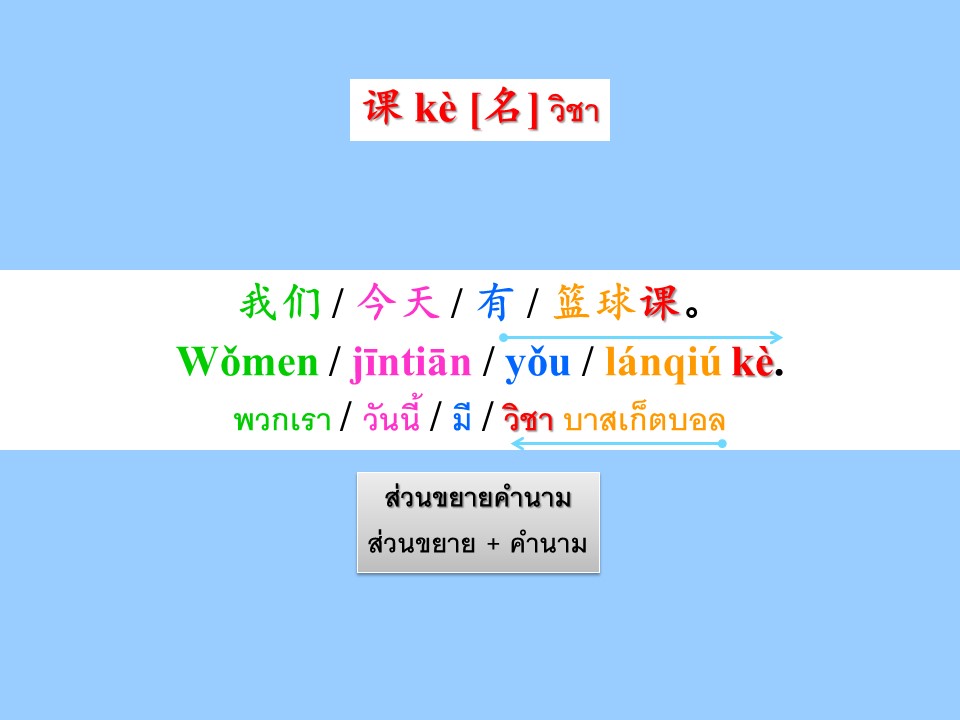 课 kè [名] วิชา
我们 / 今天 / 有 / 篮球课。
Wǒmen / jīntiān / yǒu / lánqiú kè.
พวกเรา / วันนี้ / มี / วิชา บาสเก็ตบอล
ส่วนขยายคำนาม
ส่วนขยาย + คำนาม